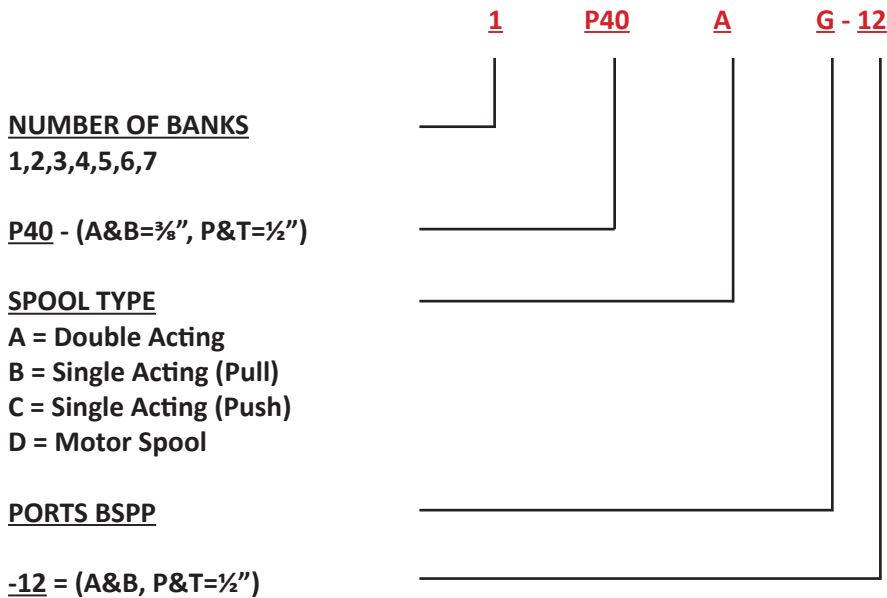 1 P40 A G - 12
NUMBER OF BANKS
1,2,3,4,5,6,7
P40 - (A&B=⅜”, P&T=½”)
SPOOL TYPE
A = Double Acting
B = Single Acting (Pull)
C = Single Acting (Push)
D = Motor Spool
PORTS BSPP
-12 = (A&B, P&T=½”)